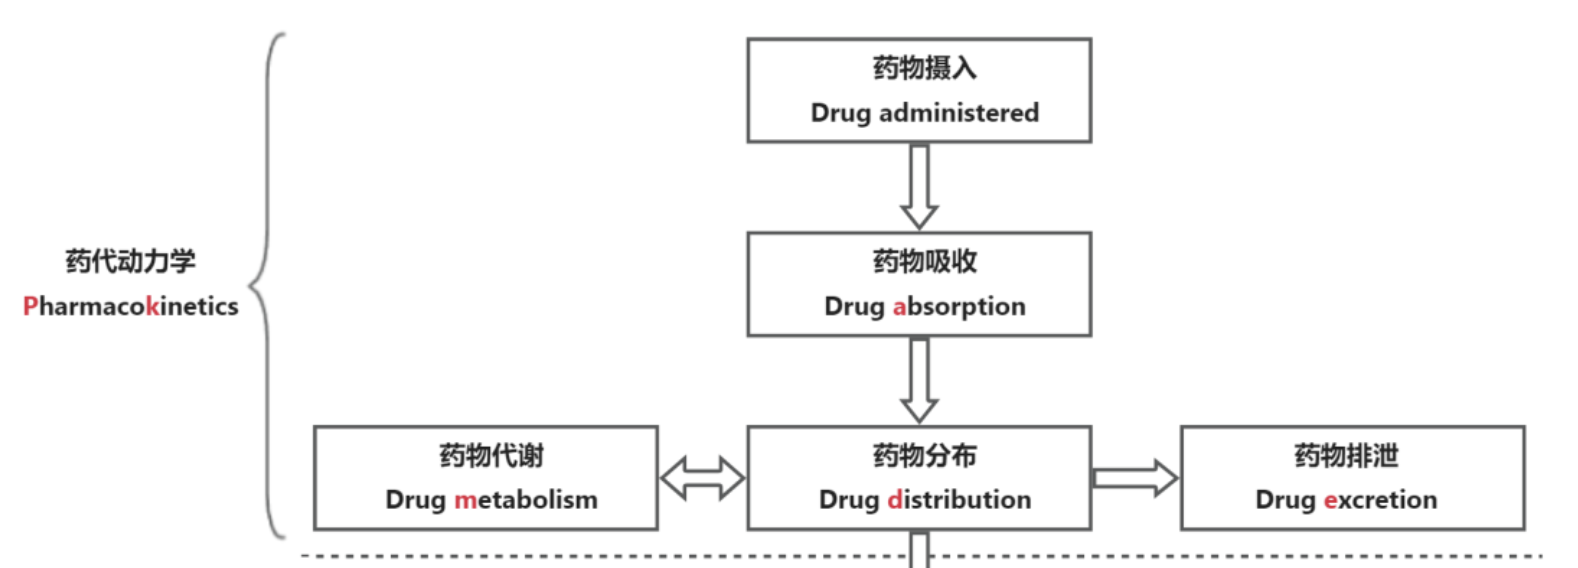 药物摄入
Drug administered
药物吸收
Drug absorption
药代动力学
Pharmacokinetics
药物代谢
Drug metabolism
药物分布
Drug distribution
药物排泄
Drug excretion